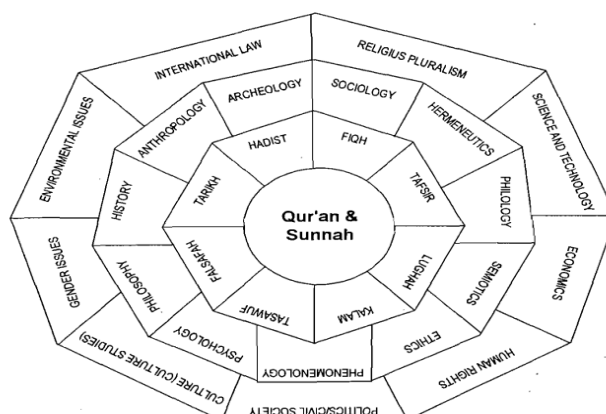 INTERNATIONAL LAW
RELIGIUS PLURALISM
SCIENCE AND TECHNOLOGY
ECONOMICS
HUMAN RIGHTS
POLITICS/CIVIL SOCIETY
CULTURE (CULTURE STUDIES)
GENDER ISSUES
ENVIRONMENTAL ISSUES
ARCHEOLOGY
SOCIOLOGY
HERMENEUTICS
PHILOLOGY
SEMIOTICS
ETHICS
PHENOMENOLOGY
PSYCHOLOGY
PHILOSOPHY
HISTORY
ANTHROPOLOGY
HADIST
FIQH
TAFSIR
LUGHAH
KALAM
TASAWUF
FALSAFAH
TARIKH
Qur'an &
Sunnah